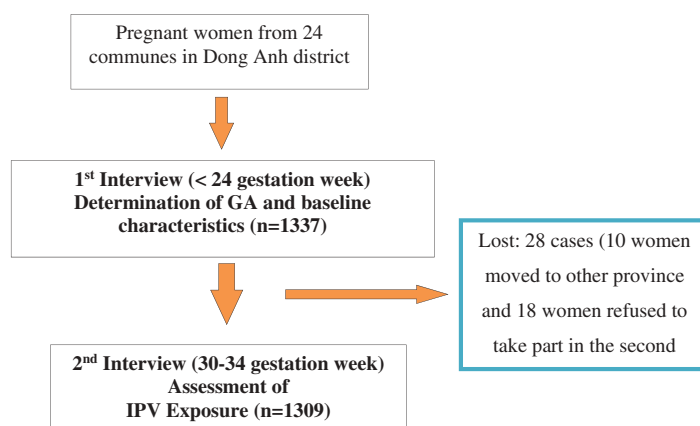 Pregnant women from 24
communes in Dong Anh district
1st Interview (< 24 gestation week)
Determination of GA and baseline
characteristics (n=1337)
Lost: 28 cases (10 women
moved to other province
and 18 women refused to
take part in the second
2nd Interview (30-34 gestation week)
Assessment of
IPV Exposure (n=1309)